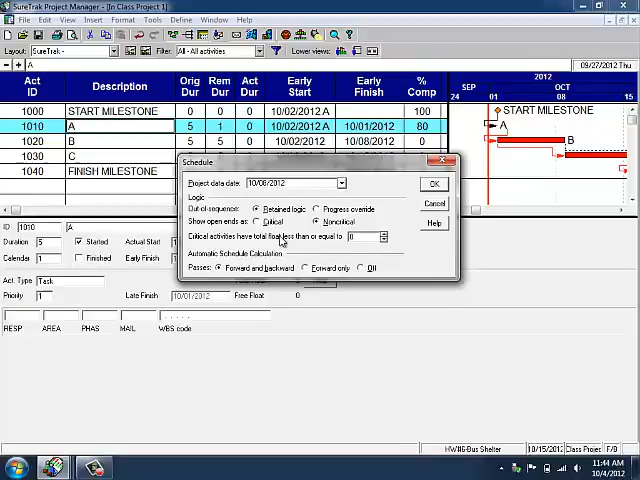 SureTrak Project Manager - [In Class Project 1]
File Edit View Insert Format Tools Define Window Help
Layout: SureTrak - Filter: All - All activities Lower views:
A 09/27/2012 Thu
Act ID Description Orig Dur Rem Dur Act Dur Early Start Early Finish % Comp 2012 SEP OCT 24 01 08 15
1000 START MILESTONE 0 0 0 10/02/2012 A 100 START MILESTONE
1010 A 5 1 0 10/02/2012 A 10/01/2012 80 A
1020 B 5 5 0 10/02/2012 10/08/2012 0 B
1030 C
1040 FINISH MILESTONE
Schedule
Project data date: 10/06/2012 OK
Logic
Out-of-sequence: Retained logic Progress override
Show open ends as: Critical Noncritical Cancel
Critical activities have total float less than or equal to 0 Help
Automatic Schedule Calculation
Passes: Forward and backward Forward only Off
ID 1010 A
Duration 5 Started Actual Start 1
Calendar 1 Finished Early Finish 1
Act. Type Task
Priority 1 Late Finish 10/01/2012 Free Float 0
RESP AREA PHAS MAIL WBS code
HW#6-Bus Shelter 10/15/2012 Class Projec F/B
11:44 AM
10/4/2012